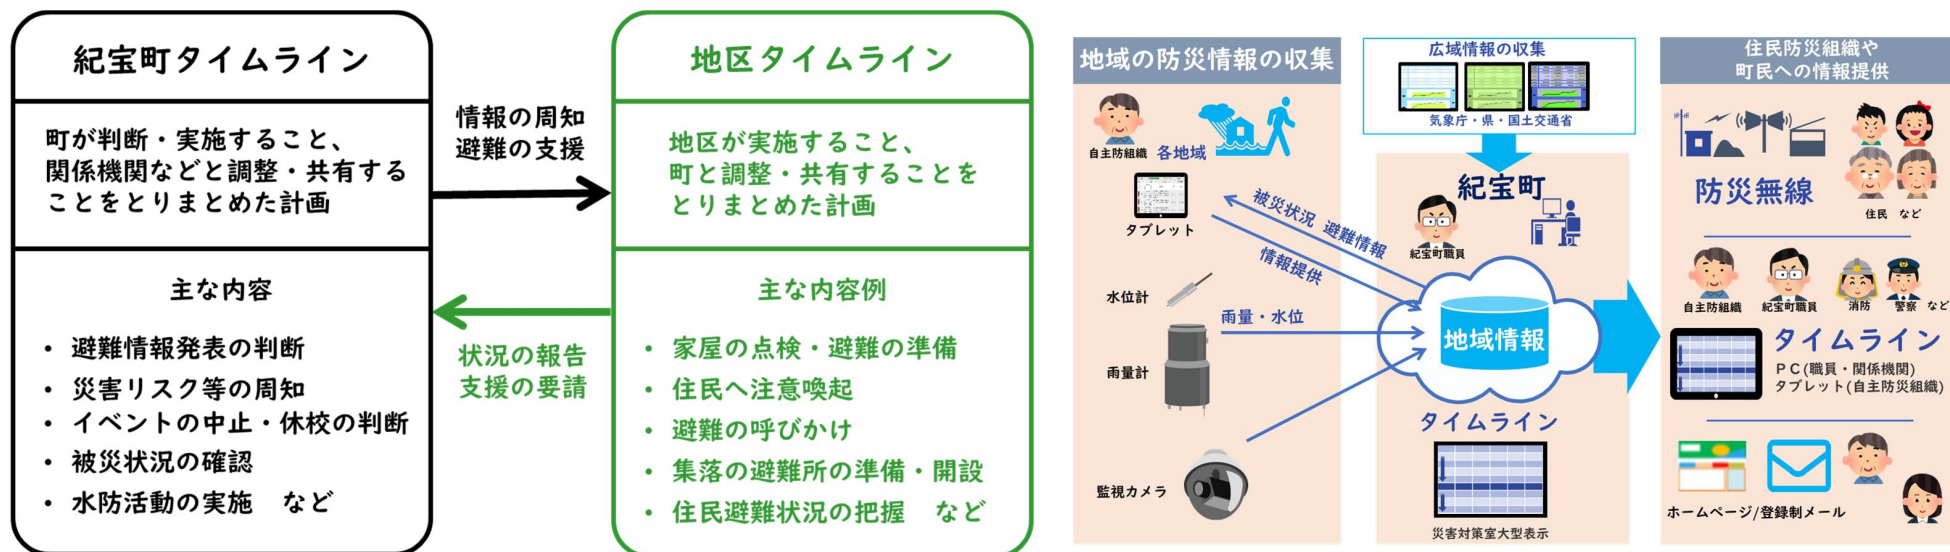 紀宝町タイムライン
町が判断・実施すること、
関係機関などと調整・共有する
ことをとりまとめた計画
主な内容
・ 避難情報発表の判断
・ 災害リスク等の周知
・ イベントの中止・休校の判断
・ 被災状況の確認
・ 水防活動の実施　など
情報の周知
避難の支援
状況の報告
支援の要請
地区タイムライン
地区が実施すること、
町と調整・共有することを
とりまとめた計画
主な内容例
・ 家屋の点検・避難の準備
・ 住民へ注意喚起
・ 避難の呼びかけ
・ 集落の避難所の準備・開設
・ 住民避難状況の把握　など
地域の防災情報の収集
自主防組織 各地域
タブレット
水位計
雨量計
監視カメラ
被災状況 避難情報
情報提供
雨量・水位
広域情報の収集
気象庁・県・国土交通省
紀宝町
紀宝町職員
地域情報
タイムライン
災害対策室大型表示
住民防災組織や
町民への情報提供
防災無線
住民 など
自主防組織 紀宝町職員 消防 警察 など
タイムライン
PC(職員・関係機関)
タブレット(自主防災組織)
ホームページ/登録制メール